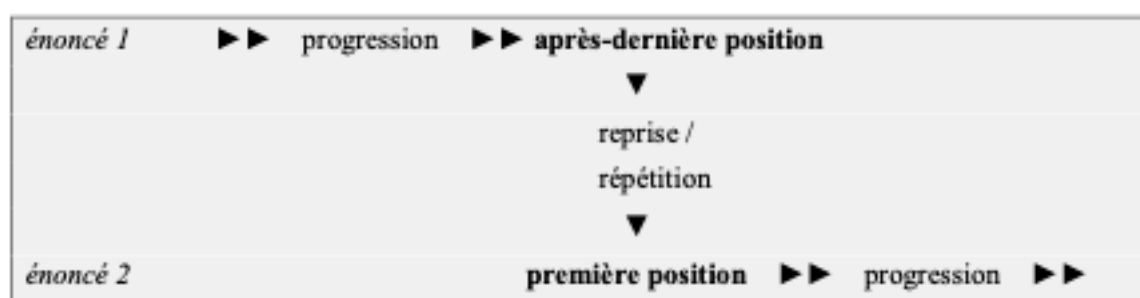 énoncé 1 ►► progression ►► après-dernière position
▼
reprise /
répétition
▼
énoncé 2 première position ►► progression ►►